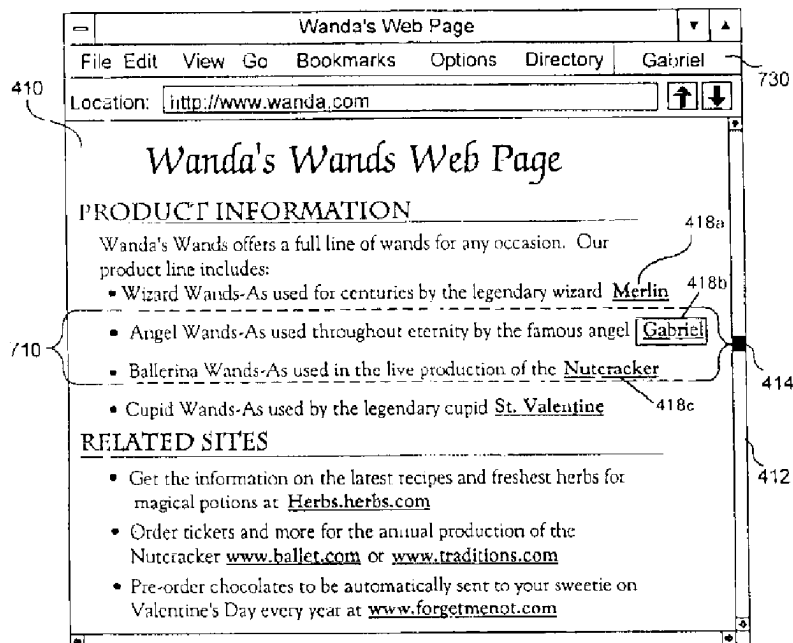 Wanda's Web Page
File Edit View Go Bookmarks Options Directory Gabriel
730
410
Location: http://www.wanda.com
Wanda's Wands Web Page
PRODUCT INFORMATION
418a
Wanda's Wands offers a full line of wands for any occasion. Our
product line includes:
418b
• Wizard Wands-As used for centuries by the legendary wizard Merlin
• Angel Wands-As used throughout eternity by the famous angel Gabriel
710
• Ballerina Wands-As used in the live production of the Nutcracker
414
• Cupid Wands-As used by the legendary cupid St. Valentine
418c
RELATED SITES
412
• Get the information on the latest recipes and freshest herbs for
magical potions at Herbs.herbs.com
• Order tickets and more for the annual production of the
Nutcracker www.ballet.com or www.traditions.com
• Pre-order chocolates to be automatically sent to your sweetie on
Valentine's Day every year at www.forgetmenot.com